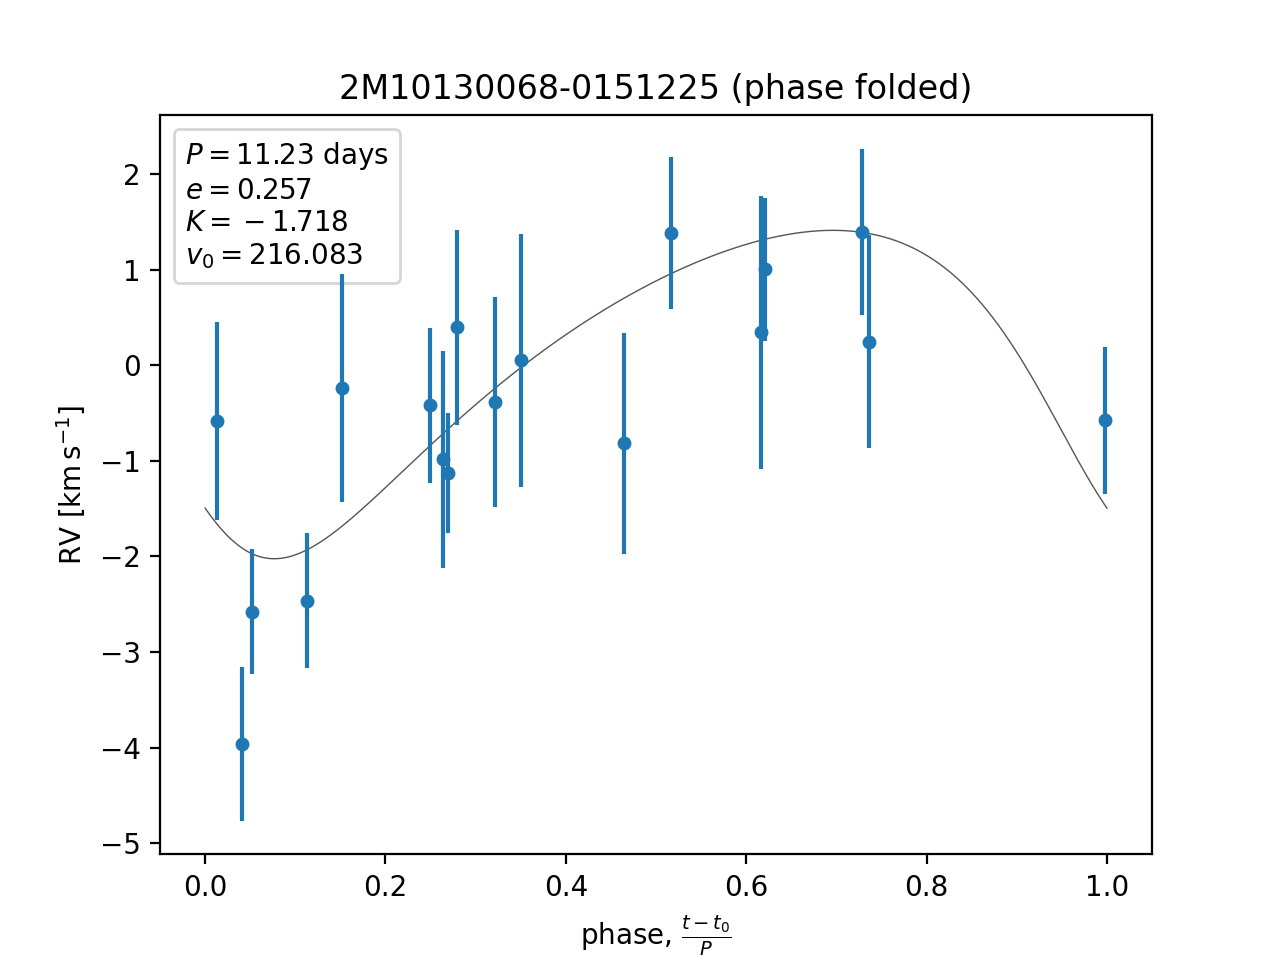 2M10130068-0151225 (phase folded)
P = 11.23 days
e = 0.257
K = −1.718
v₀ = 216.083
RV [km s⁻¹]
2
1
0
−1
−2
−3
−4
−5
0.0 0.2 0.4 0.6 0.8 1.0
phase, (t − t₀)/P